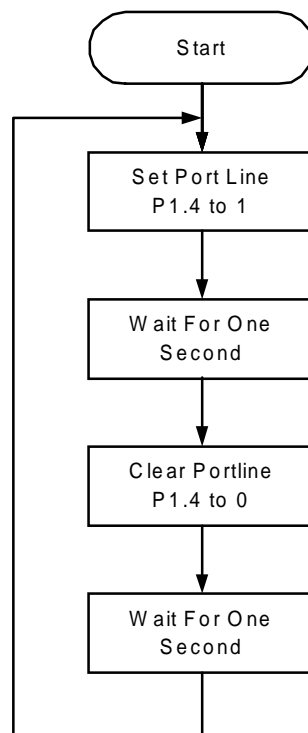 Start
Set Port Line
P1.4 to 1
Wait For One
Second
Clear Portline
P1.4 to 0
Wait For One
Second